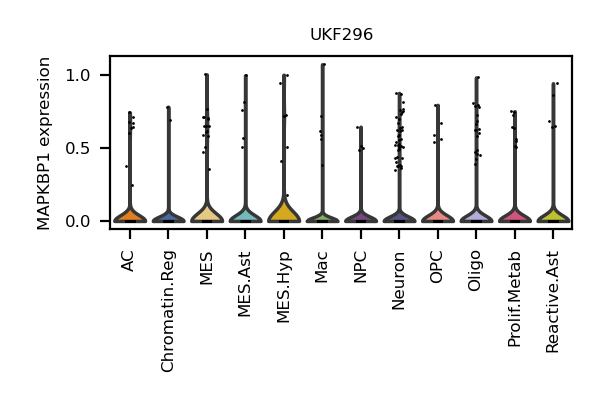 UKF296
MAPKBP1 expression
1.0
0.5
0.0
AC
Chromatin.Reg
MES
MES.Ast
MES.Hyp
Mac
NPC
Neuron
OPC
Oligo
Prolif.Metab
Reactive.Ast